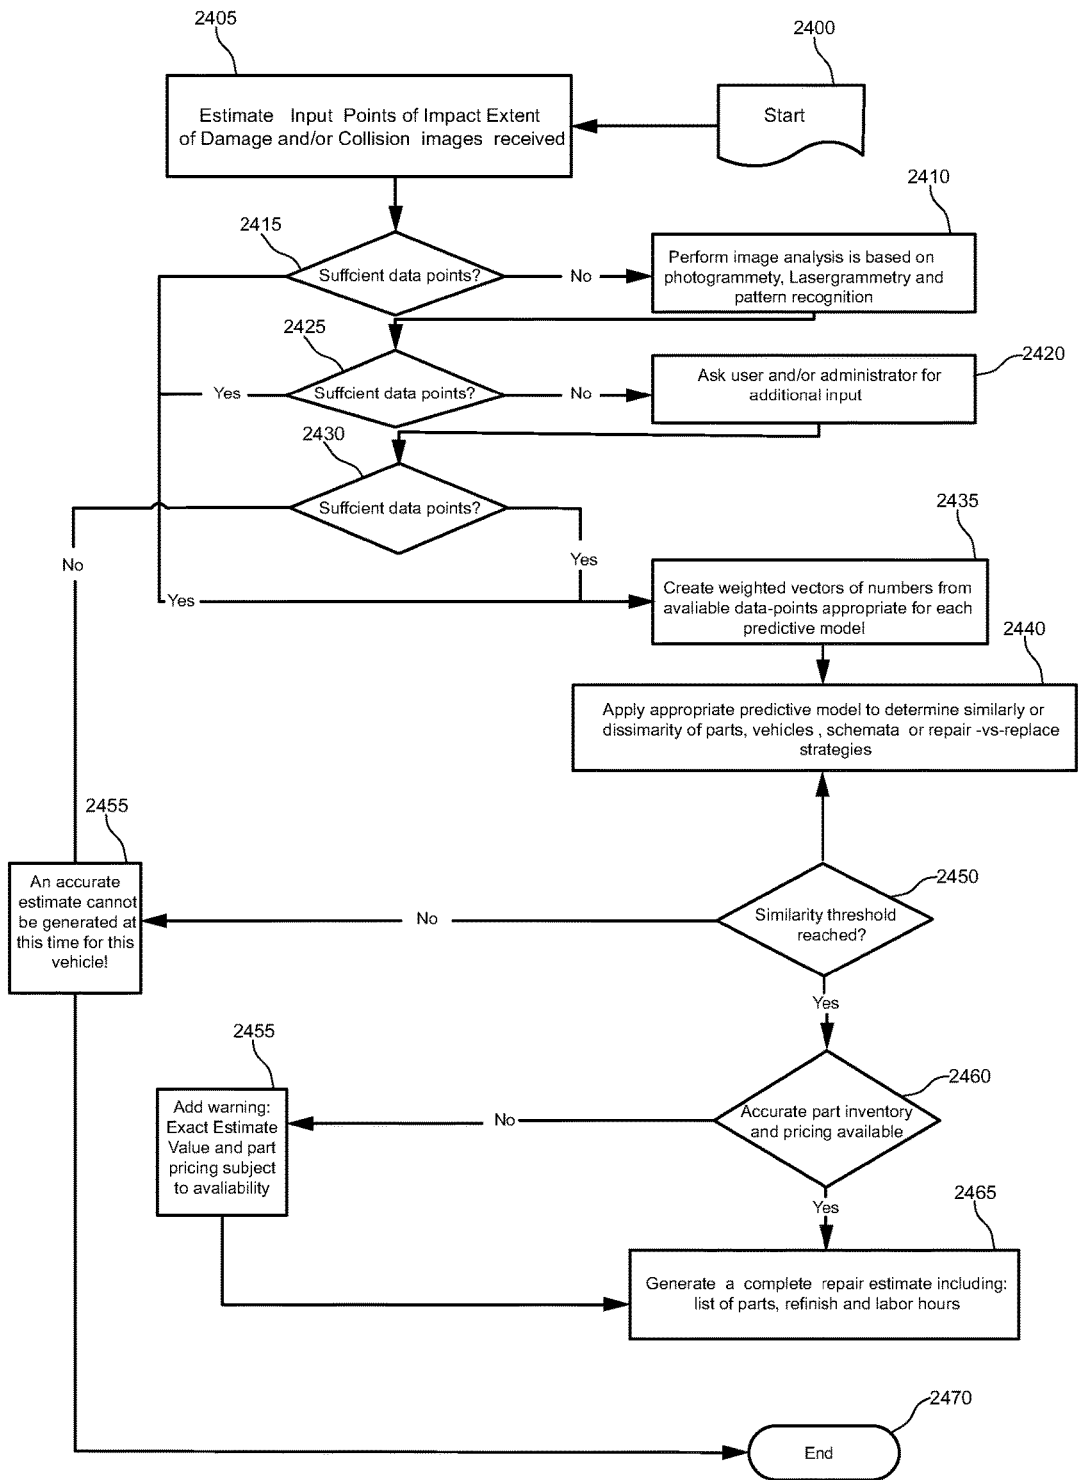 2405
2400
Estimate Input Points of Impact Extent
of Damage and/or Collision images received
Start
2410
2415
Suffcient data points?
No
Perform image analysis is based on
photogrammety, Lasergrammetry and
pattern recognition
2425
2420
Yes
Suffcient data points?
No
Ask user and/or administrator for
additional input
2430
Suffcient data points?
2435
No
Yes
Yes
Create weighted vectors of numbers from
avaliable data-points appropriate for each
predictive model
2440
Apply appropriate predictive model to determine similarly or
dissimarity of parts, vehicles , schemata or repair -vs-replace
strategies
2455
An accurate
estimate cannot
be generated at
this time for this
vehicle!
2450
No
Similarity threshold
reached?
Yes
2455
2460
Add warning:
Exact Estimate
Value and part
pricing subject
to avaliability
No
Accurate part inventory
and pricing available
Yes
2465
Generate a complete repair estimate including:
list of parts, refinish and labor hours
2470
End